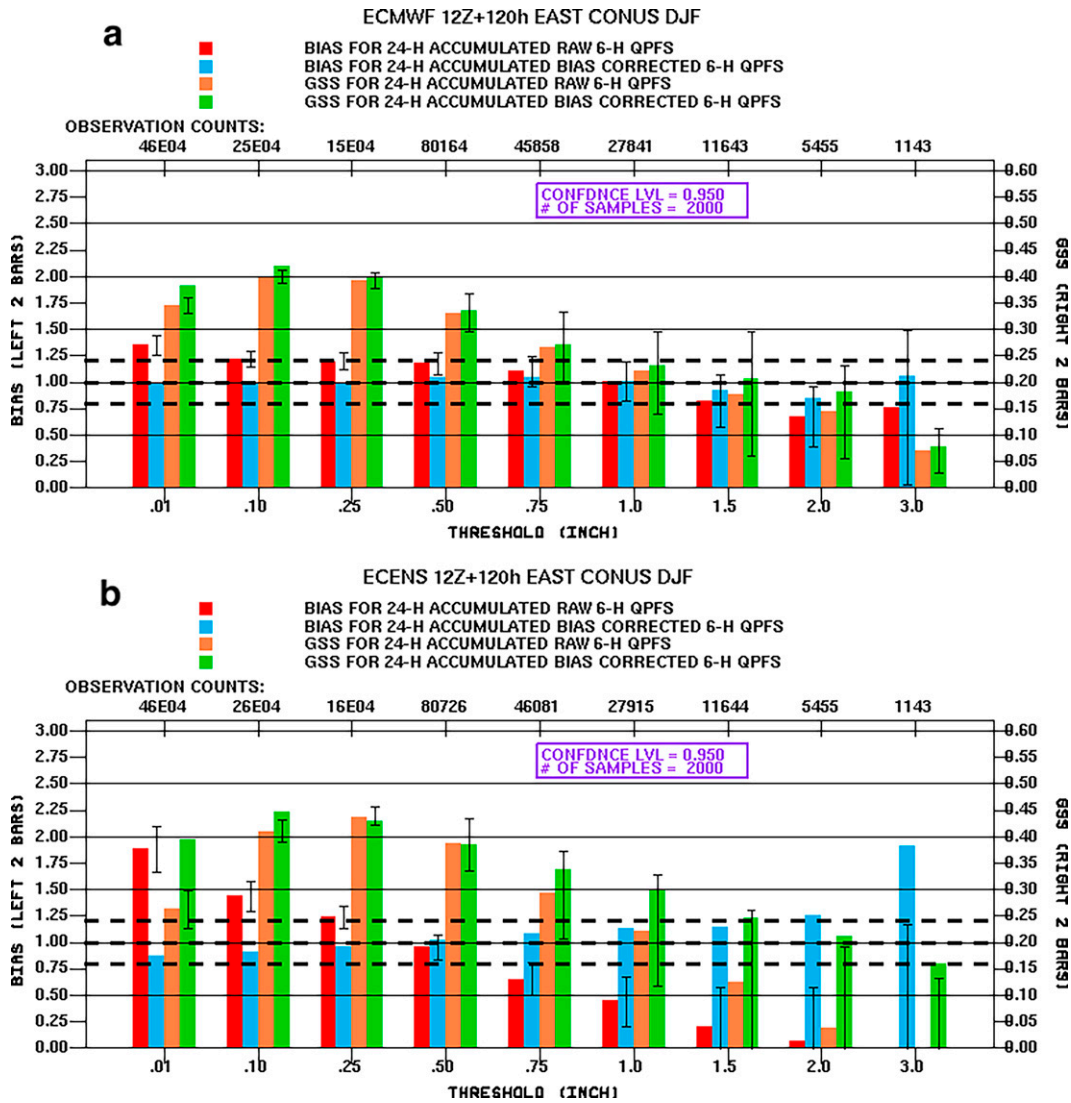 a
ECMWF 12Z+120h EAST CONUS DJF
BIAS FOR 24-H ACCUMULATED RAW 6-H QPFS
BIAS FOR 24-H ACCUMULATED BIAS CORRECTED 6-H QPFS
GSS FOR 24-H ACCUMULATED RAW 6-H QPFS
GSS FOR 24-H ACCUMULATED BIAS CORRECTED 6-H QPFS
OBSERVATION COUNTS:
46E04 25E04 15E04 80164 45858 27841 11643 5455 1143
CONFDNCE LVL = 0.950
# OF SAMPLES = 2000
BIAS (LEFT 2 BARS)
3.00
2.75
2.50
2.25
2.00
1.75
1.50
1.25
1.00
0.75
0.50
0.25
0.00
0.60
0.55
0.50
0.45
0.40
0.35
0.30
0.25
0.20
0.15
0.10
0.05
0.00
GSS (RIGHT 2 BARS)
.01 .10 .25 .50 .75 1.0 1.5 2.0 3.0
THRESHOLD (INCH)
b
ECENS 12Z+120h EAST CONUS DJF
BIAS FOR 24-H ACCUMULATED RAW 6-H QPFS
BIAS FOR 24-H ACCUMULATED BIAS CORRECTED 6-H QPFS
GSS FOR 24-H ACCUMULATED RAW 6-H QPFS
GSS FOR 24-H ACCUMULATED BIAS CORRECTED 6-H QPFS
OBSERVATION COUNTS:
46E04 26E04 16E04 80726 46081 27915 11644 5455 1143
CONFDNCE LVL = 0.950
# OF SAMPLES = 2000
BIAS (LEFT 2 BARS)
3.00
2.75
2.50
2.25
2.00
1.75
1.50
1.25
1.00
0.75
0.50
0.25
0.00
0.60
0.55
0.50
0.45
0.40
0.35
0.30
0.25
0.20
0.15
0.10
0.05
0.00
GSS (RIGHT 2 BARS)
.01 .10 .25 .50 .75 1.0 1.5 2.0 3.0
THRESHOLD (INCH)